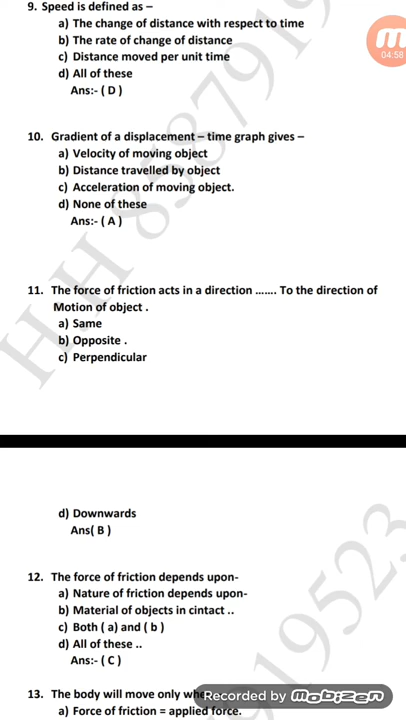 9. Speed is defined as –
a) The change of distance with respect to time
b) The rate of change of distance
c) Distance moved per unit time
d) All of these
Ans:- ( D )
04:58
10. Gradient of a displacement – time graph gives –
a) Velocity of moving object
b) Distance travelled by object
c) Acceleration of moving object.
d) None of these
Ans:- ( A )
11. The force of friction acts in a direction ....... To the direction of
Motion of object .
a) Same
b) Opposite .
c) Perpendicular
d) Downwards
Ans( B )
12. The force of friction depends upon-
a) Nature of friction depends upon-
b) Material of objects in cintact ..
c) Both ( a) and ( b )
d) All of these ..
Ans:- ( C )
13. The body will move only
Recorded by mobizen
a) Force of friction = applied force.